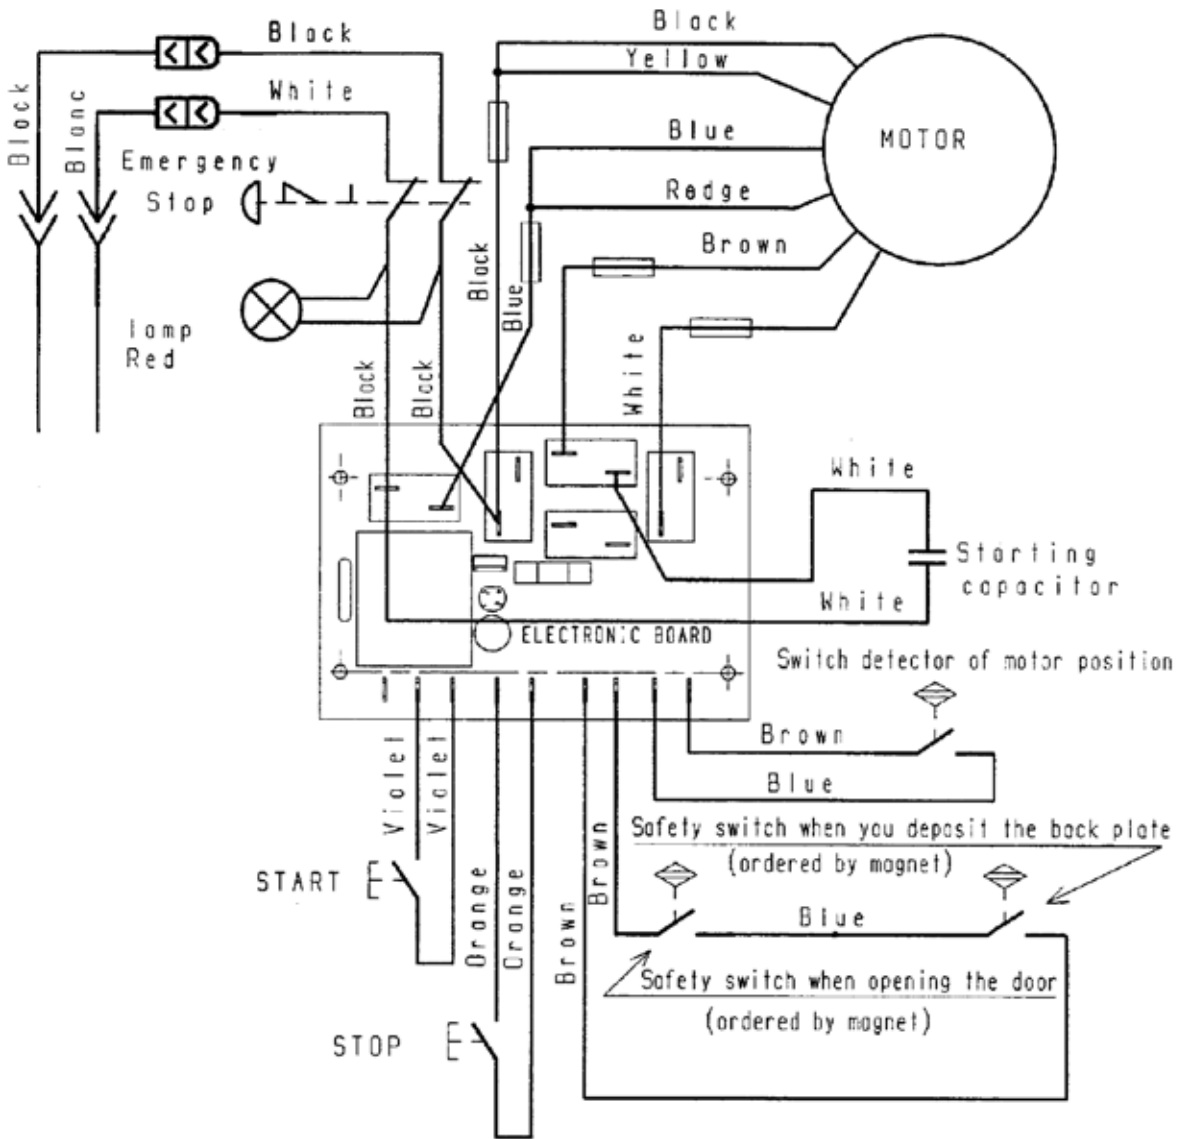 Black
Black
Yellow
White
Black
Blanc
Emergency
Stop
Blue
MOTOR
Redge
Brown
Black
Blue
lamp
Red
White
Black
Black
White
Starting
capacitor
White
ELECTRONIC BOARD
Switch detector of motor position
Brown
Blue
Violet
Violet
Safety switch when you deposit the back plate
(ordered by magnet)
START
Brown
Orange
Orange
Brown
Blue
Safety switch when opening the door
(ordered by magnet)
STOP